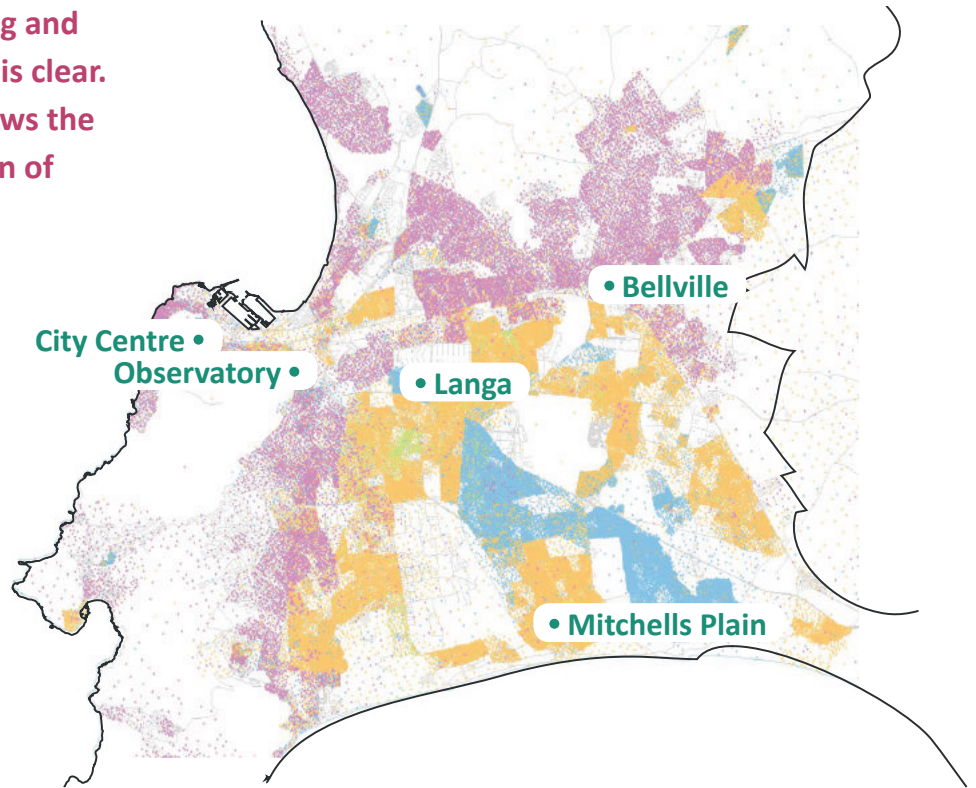 g and
is clear.
ws the
n of
• Bellville
City Centre •
Observatory •
• Langa
• Mitchells Plain